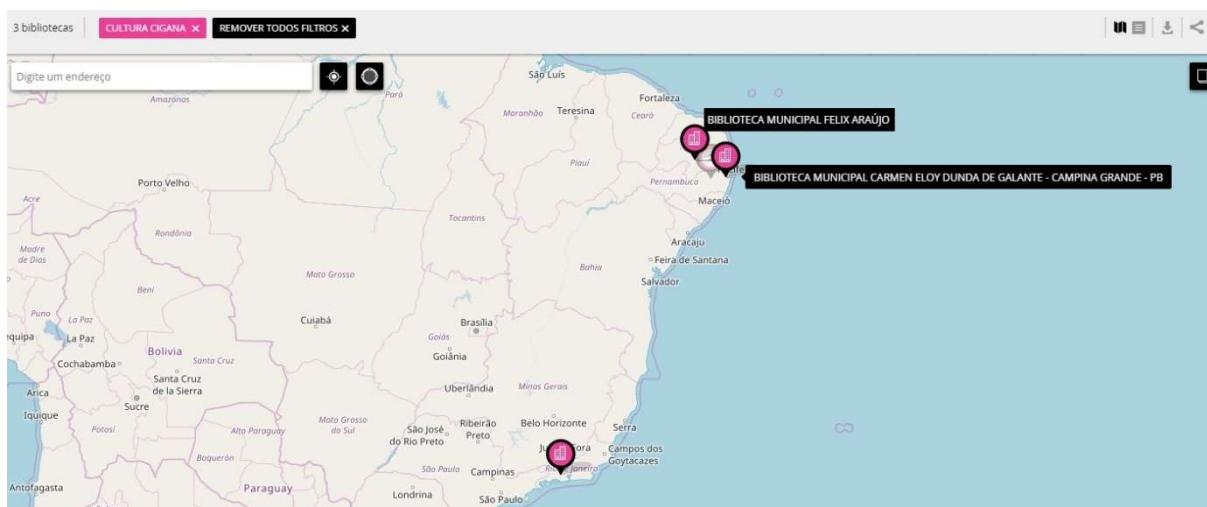 3 bibliotecas
CULTURA CIGANA ×
REMOVER TODOS FILTROS ×
Digite um endereço
São Luís
Amazonas
Pará
Fortaleza
Maranhão
Teresina
Ceará
BIBLIOTECA MUNICIPAL FELIX ARAÚJO
Piauí
BIBLIOTECA MUNICIPAL CARMEN ELOY DUNDA DE GALANTE - CAMPINA GRANDE - PB
Porto Velho
Pernambuco
Acre
Maceió
Tocantins
Rondônia
Aracaju
Madre
de Dios
Feira de Santana
Mato Grosso
Bahia
Salvador
Beni
Puno
La Paz
Cuiabá
Brasília
equipa
La Paz
Goiás
Bolivia
Goiânia
Cochabamba
Santa Cruz
Santa Cruz
de la Sierra
Uberlândia
Minas Gerais
Arica
Sucre
Iquique
Potosí
Alto Paraguay
Mato Grosso
do Sul
São José
do Rio Preto
Ribeirão
Preto
Belo Horizonte
Serra
Boquerón
Campos dos
Goytacazes
São Paulo
Campinas
Antofagasta
Paraguay
Londrina
São Paulo